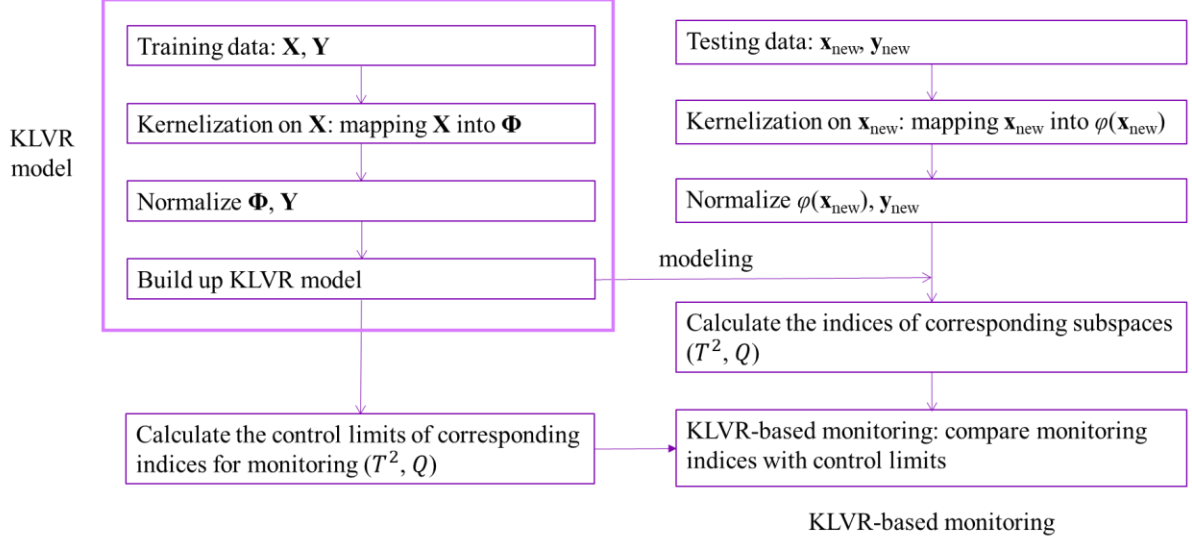 Training data: X, Y
Kernelization on X: mapping X into Φ
KLVR
model
Normalize Φ, Y
Build up KLVR model
Calculate the control limits of corresponding
indices for monitoring (T², Q)
modeling
Testing data: xnew, ynew
Kernelization on xnew: mapping xnew into φ(xnew)
Normalize φ(xnew), ynew
Calculate the indices of corresponding subspaces
(T², Q)
KLVR-based monitoring: compare monitoring
indices with control limits
KLVR-based monitoring